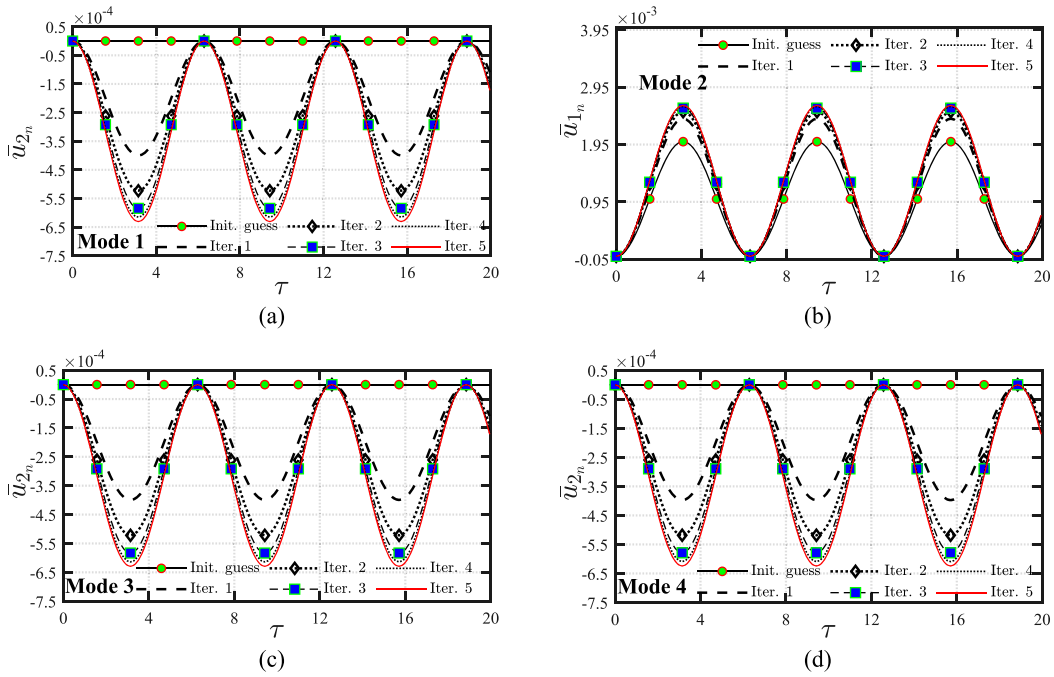 ×10⁻⁴
0.5
-0.5
-1.5
-2.5
-3.5
-4.5
-5.5
-6.5
-7.5
ū₂ₙ
Init. guess Iter. 2 Iter. 4
Iter. 1 Iter. 3 Iter. 5
Mode 1
0 4 8 12 16 20
τ
(a)
×10⁻³
3.95
2.95
1.95
0.95
-0.05
ū₁ₙ
Init. guess Iter. 2 Iter. 4
Iter. 1 Iter. 3 Iter. 5
Mode 2
0 4 8 12 16 20
τ
(b)
×10⁻⁴
0.5
-0.5
-1.5
-2.5
-3.5
-4.5
-5.5
-6.5
-7.5
ū₂ₙ
Init. guess Iter. 2 Iter. 4
Mode 3 Iter. 1 Iter. 3 Iter. 5
0 4 8 12 16 20
τ
(c)
×10⁻⁴
0.5
-0.5
-1.5
-2.5
-3.5
-4.5
-5.5
-6.5
-7.5
ū₂ₙ
Init. guess Iter. 2 Iter. 4
Mode 4 Iter. 1 Iter. 3 Iter. 5
0 4 8 12 16 20
τ
(d)